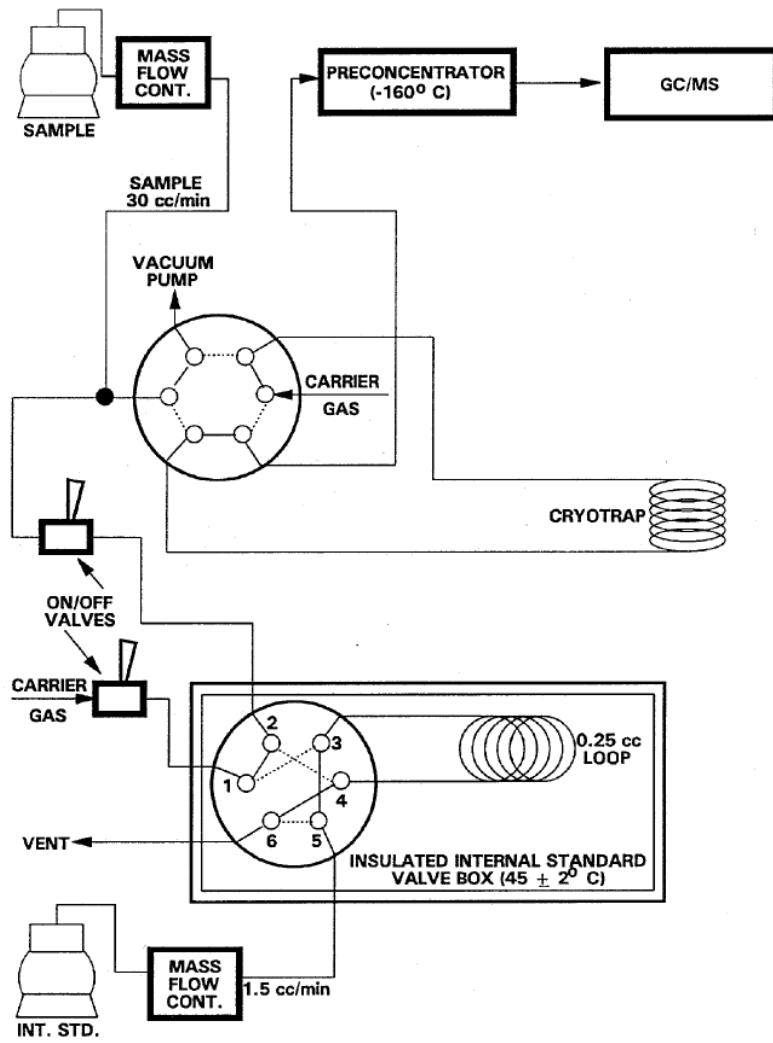 MASS
FLOW
CONT.
SAMPLE
PRECONCENTRATOR
(-160⁰ C)
GC/MS
SAMPLE
30 cc/min
VACUUM
PUMP
CARRIER
GAS
CRYOTRAP
ON/OFF
VALVES
CARRIER
GAS
2
3
1
4
6
5
0.25 cc
LOOP
VENT
INSULATED INTERNAL STANDARD
VALVE BOX (45 ± 2⁰ C)
MASS
FLOW
CONT.
1.5 cc/min
INT. STD.